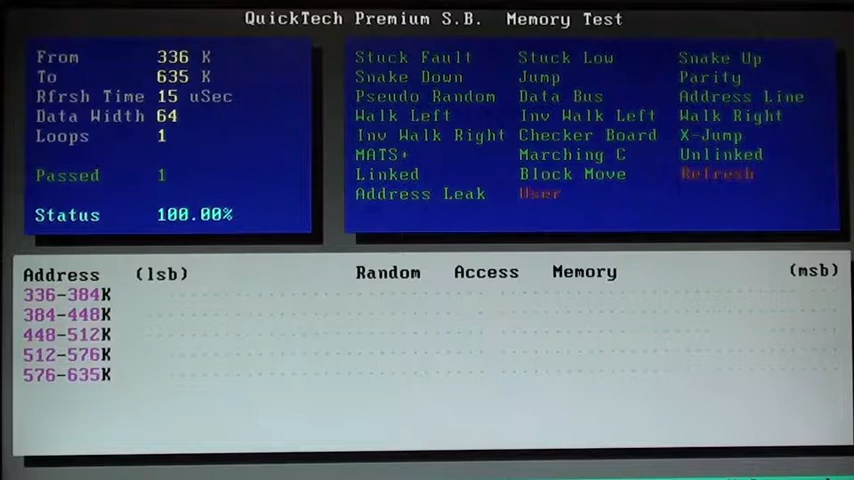 QuickTech Premium S.B. Memory Test
From 336 K
To 635 K
Rfrsh Time 15 uSec
Data Width 64
Loops 1
Passed 1
Status 100.00%
Stuck Fault Stuck Low Snake Up
Snake Down Jump Parity
Pseudo Random Data Bus Address Line
Walk Left Inv Walk Left Walk Right
Inv Walk Right Checker Board X-Jump
MATS+ Marching C Unlinked
Linked Block Move Refresh
Address Leak User
Address (lsb) Random Access Memory (msb)
336-384K
384-448K
448-512K
512-576K
576-635K